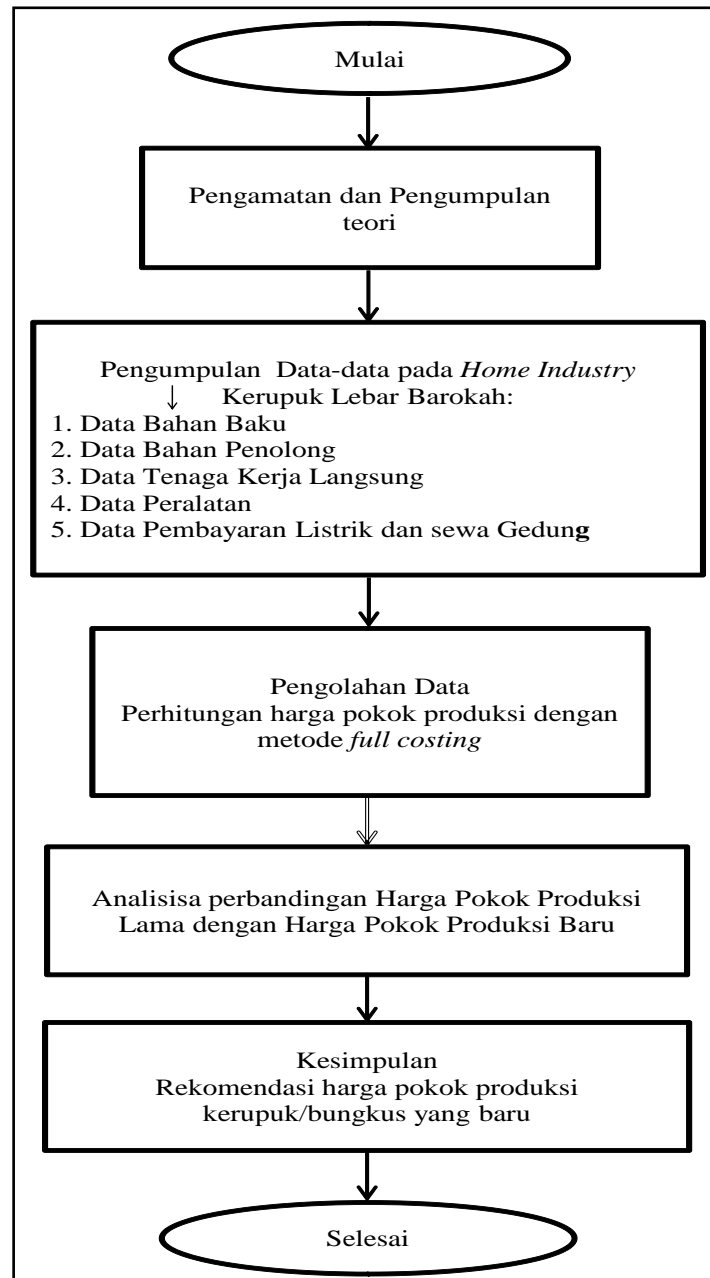 Mulai
Pengamatan dan Pengumpulan
teori
Pengumpulan Data-data pada Home Industry
Kerupuk Lebar Barokah:
1. Data Bahan Baku
2. Data Bahan Penolong
3. Data Tenaga Kerja Langsung
4. Data Peralatan
5. Data Pembayaran Listrik dan sewa Gedung
Pengolahan Data
Perhitungan harga pokok produksi dengan
metode full costing
Analisisa perbandingan Harga Pokok Produksi
Lama dengan Harga Pokok Produksi Baru
Kesimpulan
Rekomendasi harga pokok produksi
kerupuk/bungkus yang baru
Selesai